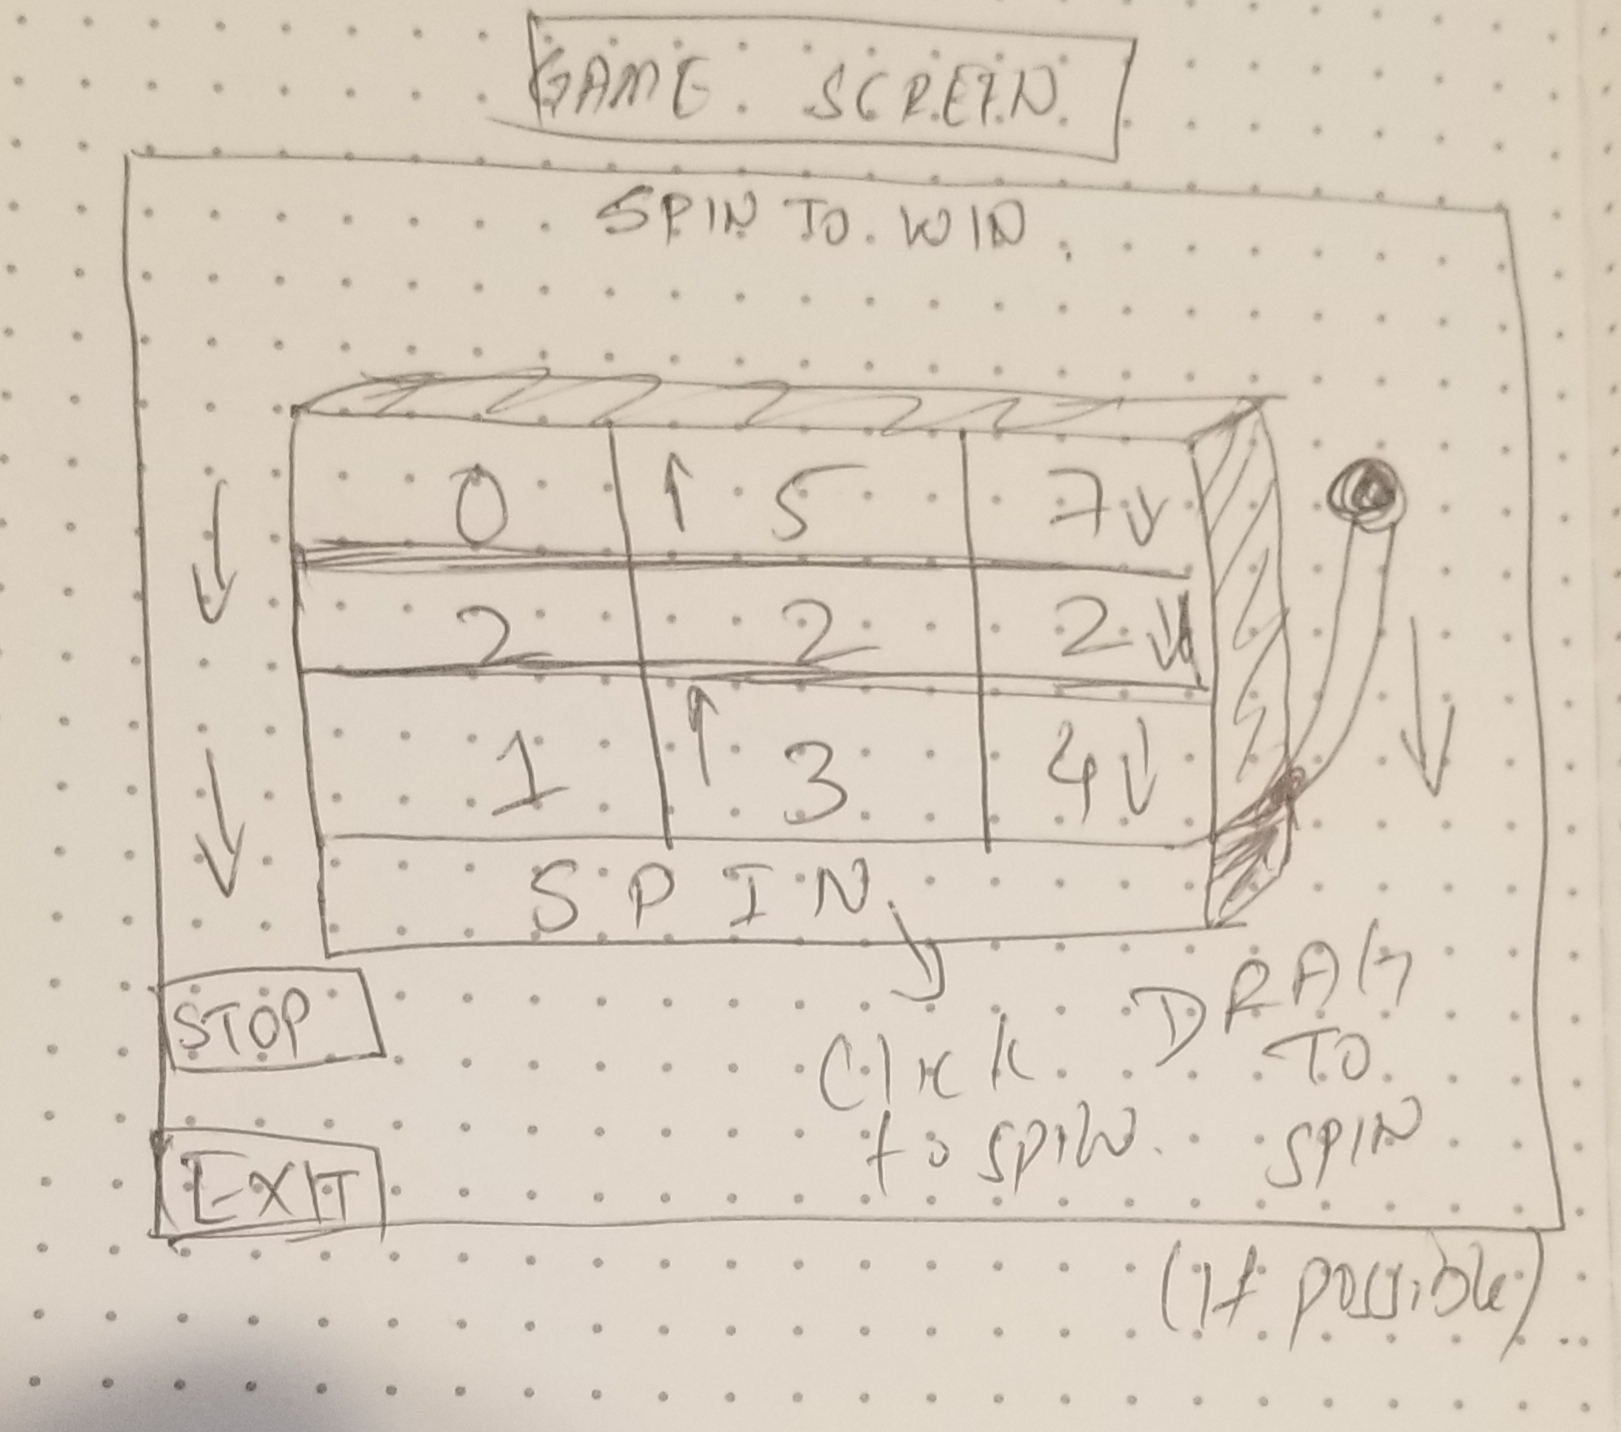 GAME SCREEN
SPIN TO WIN
0 5 7
2 2 2
1 3 4
SPIN
STOP
EXIT
Click
to SPIN
DRAG
TO
SPIN
(If possible)